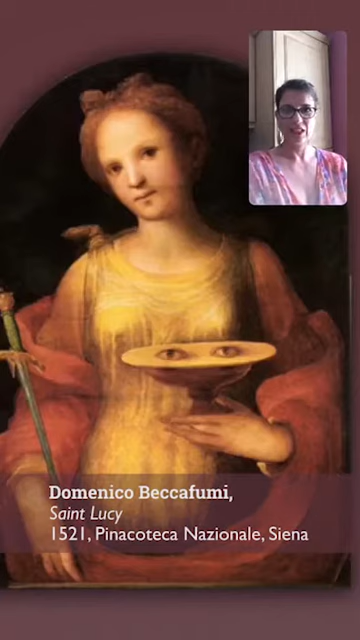 Domenico Beccafumi,
Saint Lucy
1521, Pinacoteca Nazionale, Siena